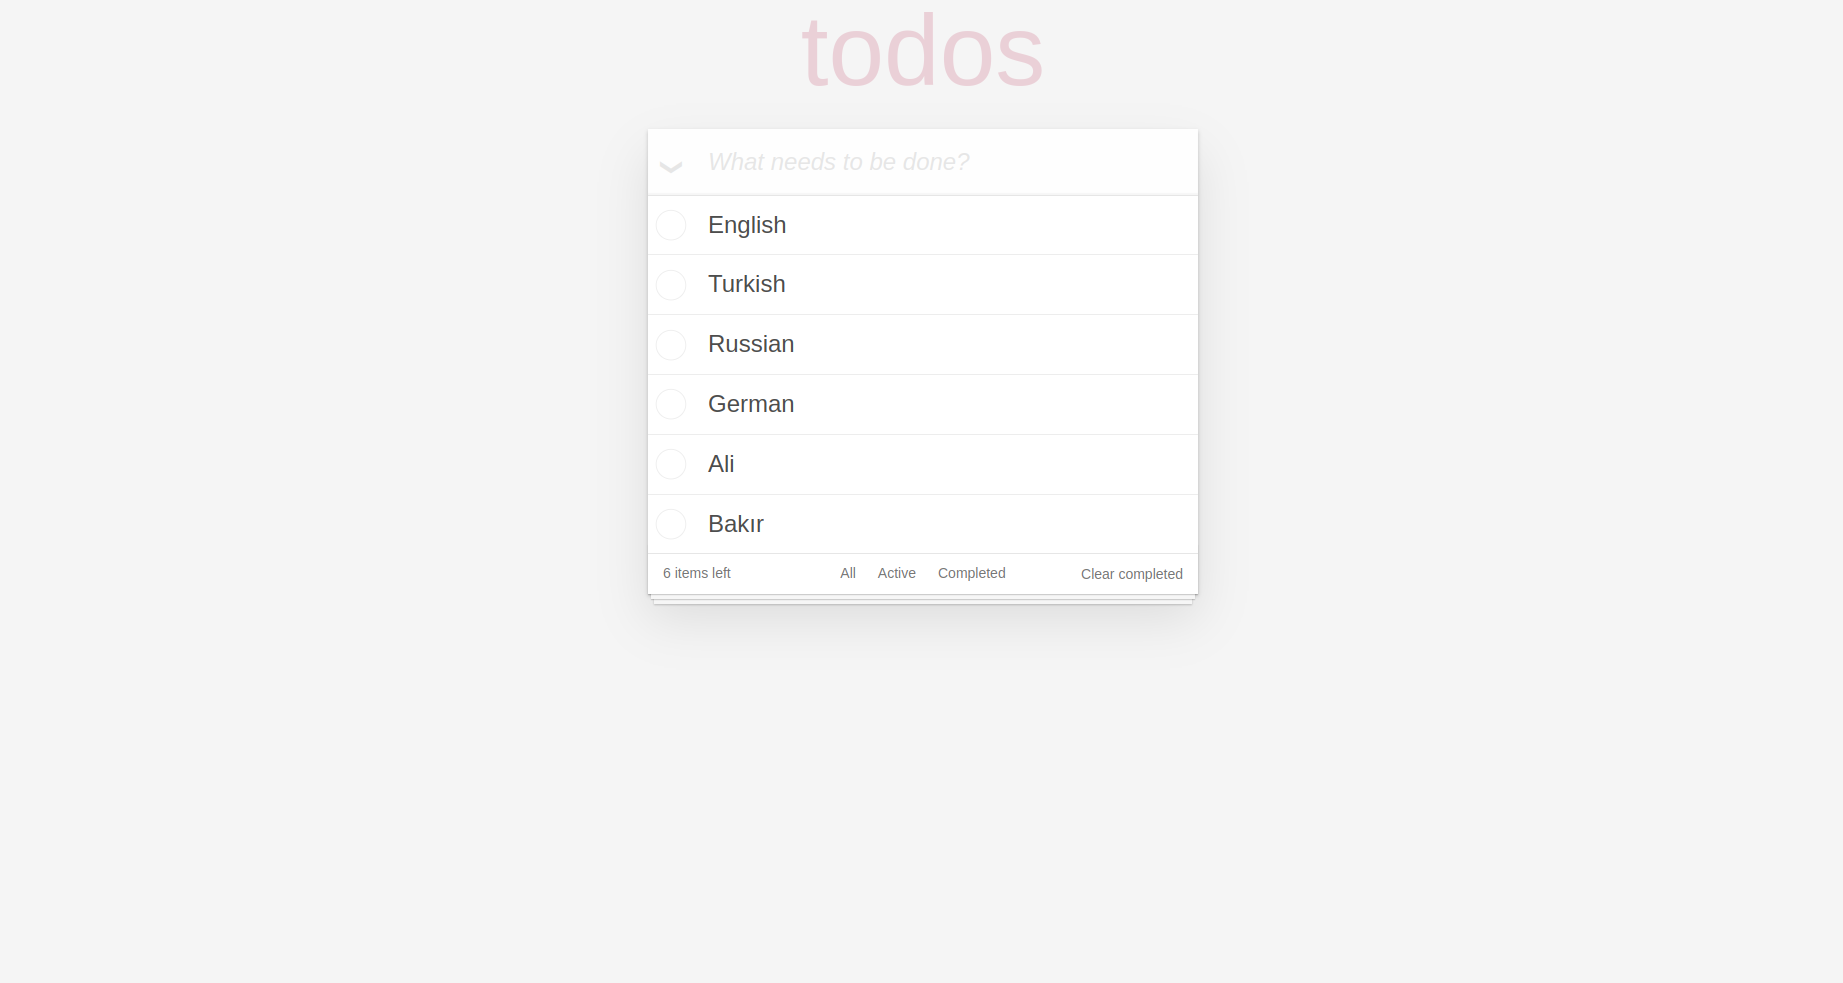 todos
What needs to be done?
English
Turkish
Russian
German
Ali
Bakır
6 items left All Active Completed Clear completed